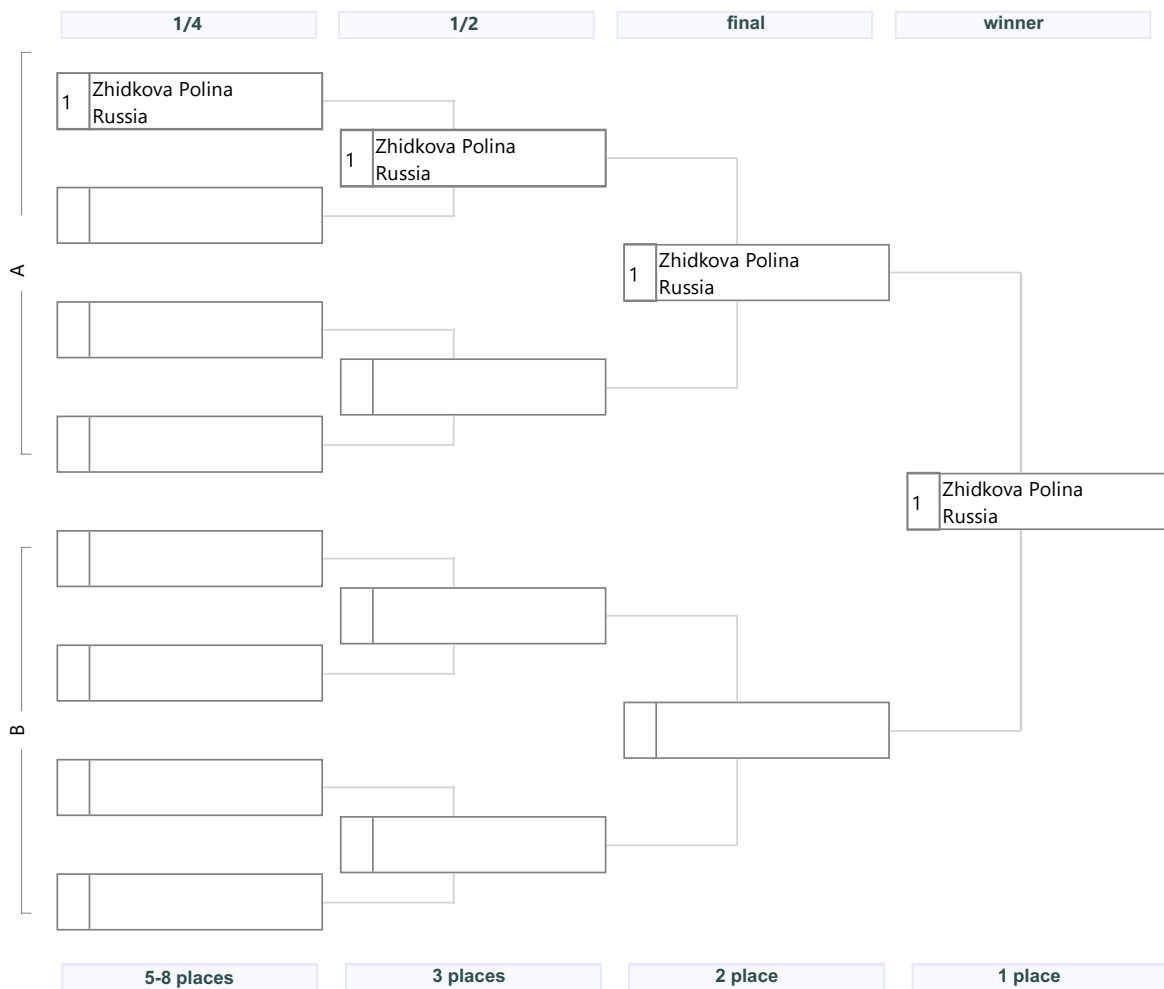 1/4
1/2
final
winner
A
1
Zhidkova Polina
Russia
1
Zhidkova Polina
Russia
1
Zhidkova Polina
Russia
1
Zhidkova Polina
Russia
B
5-8 places
3 places
2 place
1 place